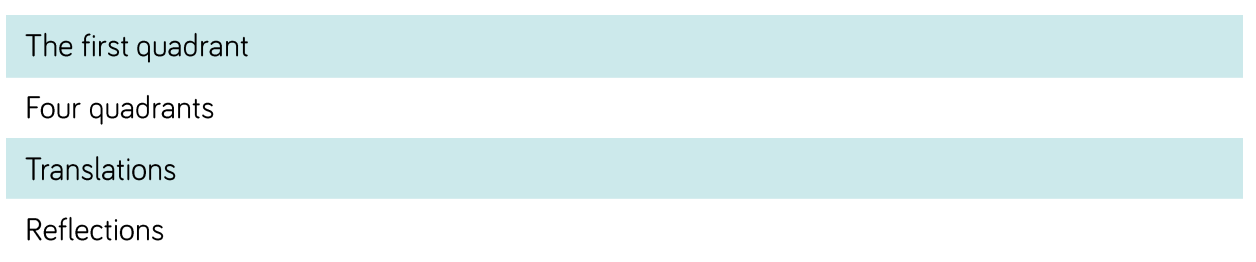 The first quadrant
Four quadrants
Translations
Reflections